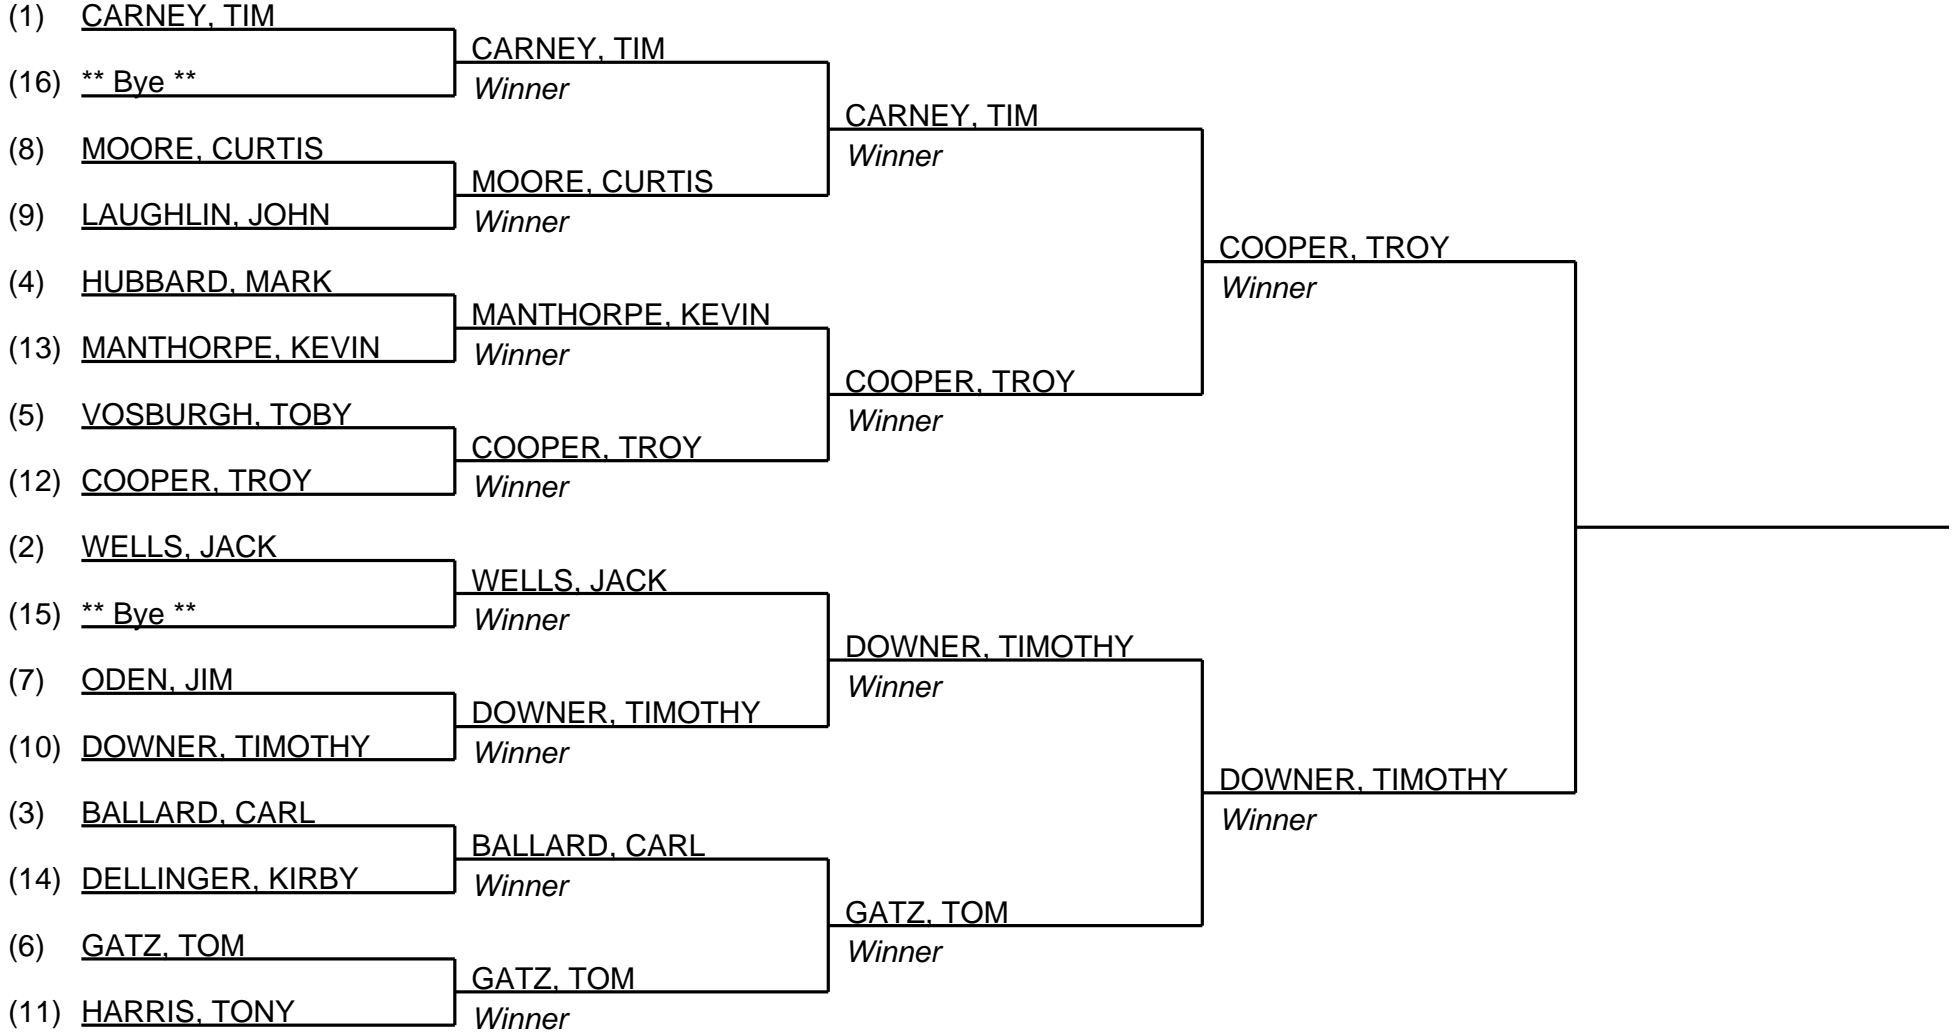 (1) CARNEY, TIM
CARNEY, TIM
(16) ** Bye **
Winner
CARNEY, TIM
Winner
(8) MOORE, CURTIS
MOORE, CURTIS
(9) LAUGHLIN, JOHN
Winner
COOPER, TROY
Winner
(4) HUBBARD, MARK
MANTHORPE, KEVIN
(13) MANTHORPE, KEVIN
Winner
COOPER, TROY
Winner
(5) VOSBURGH, TOBY
COOPER, TROY
(12) COOPER, TROY
Winner
(2) WELLS, JACK
WELLS, JACK
(15) ** Bye **
Winner
DOWNER, TIMOTHY
Winner
(7) ODEN, JIM
DOWNER, TIMOTHY
(10) DOWNER, TIMOTHY
Winner
DOWNER, TIMOTHY
Winner
(3) BALLARD, CARL
BALLARD, CARL
(14) DELLINGER, KIRBY
Winner
GATZ, TOM
Winner
(6) GATZ, TOM
GATZ, TOM
(11) HARRIS, TONY
Winner